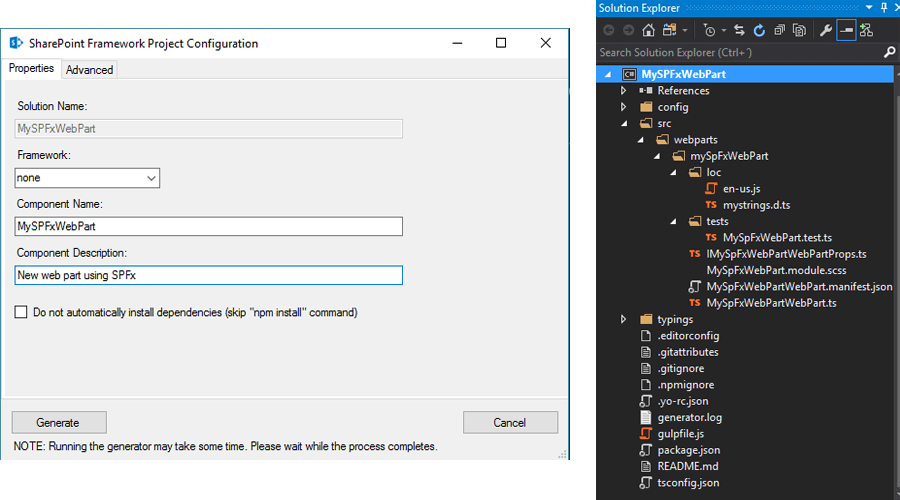 SharePoint Framework Project Configuration
Properties
Advanced
Solution Name:
MySPFxWebPart
Framework:
none
Component Name:
MySPFxWebPart
Component Description:
New web part using SPFx
Do not automatically install dependencies (skip "npm install" command)
Generate
Cancel
NOTE: Running the generator may take some time. Please wait while the process completes.
Solution Explorer
Search Solution Explorer (Ctrl+¨)
MySPFxWebPart
References
config
src
webparts
mySpFxWebPart
loc
en-us.js
TS mystrings.d.ts
tests
TS MySpFxWebPart.test.ts
TS IMySpFxWebPartWebPartProps.ts
MySpFxWebPart.module.scss
MySpFxWebPartWebPart.manifest.json
TS MySpFxWebPartWebPart.ts
typings
.editorconfig
.gitattributes
.gitignore
.npmignore
.yo-rc.json
generator.log
gulpfile.js
package.json
README.md
tsconfig.json